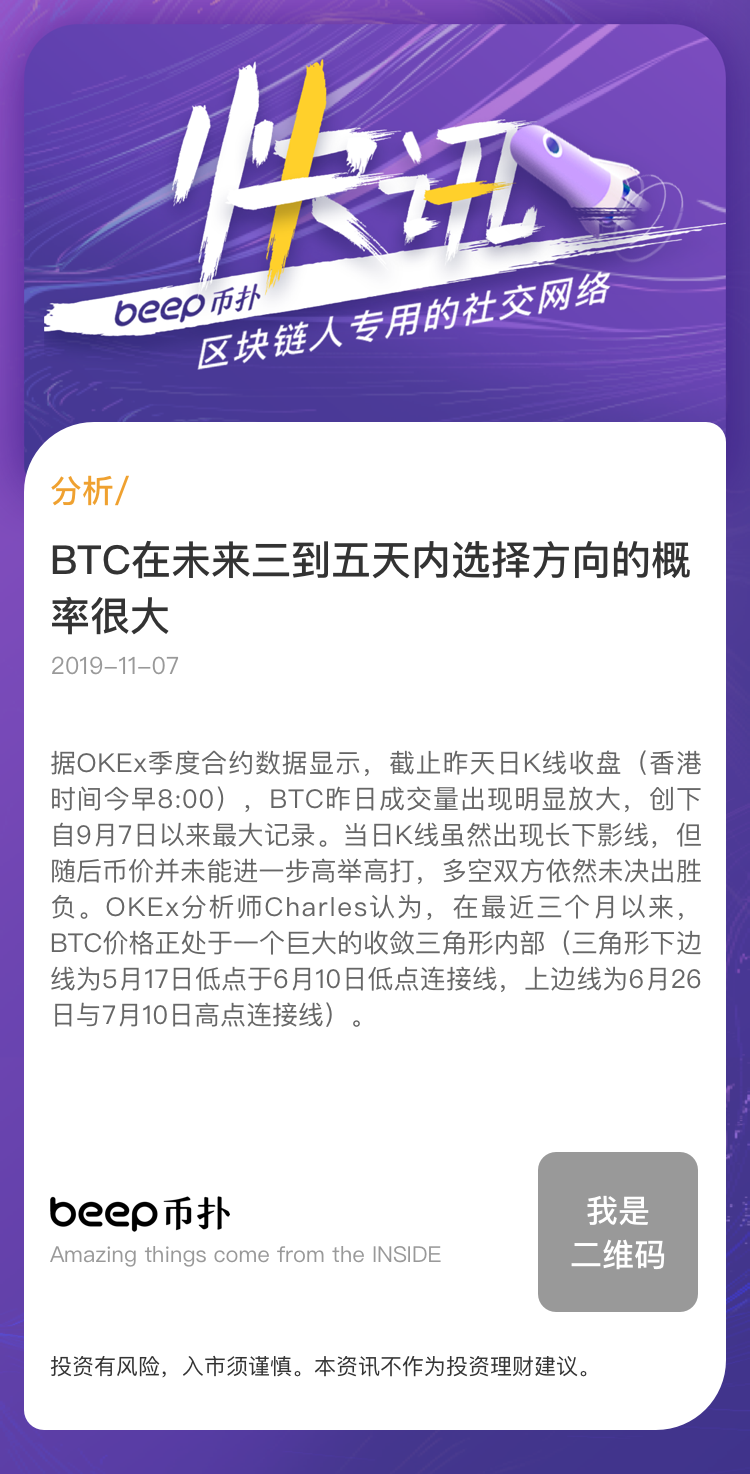 快讯
beep币扑
区块链人专用的社交网络
分析/
BTC在未来三到五天内选择方向的概
率很大
2019-11-07
据OKEx季度合约数据显示，截止昨天日K线收盘（香港
时间今早8:00），BTC昨日成交量出现明显放大，创下
自9月7日以来最大记录。当日K线虽然出现长下影线，但
随后币价并未能进一步高举高打，多空双方依然未决出胜
负。OKEx分析师Charles认为，在最近三个月以来，
BTC价格正处于一个巨大的收敛三角形内部（三角形下边
线为5月17日低点于6月10日低点连接线，上边线为6月26
日与7月10日高点连接线）。
beep币扑
Amazing things come from the INSIDE
我是
二维码
投资有风险，入市须谨慎。本资讯不作为投资理财建议。